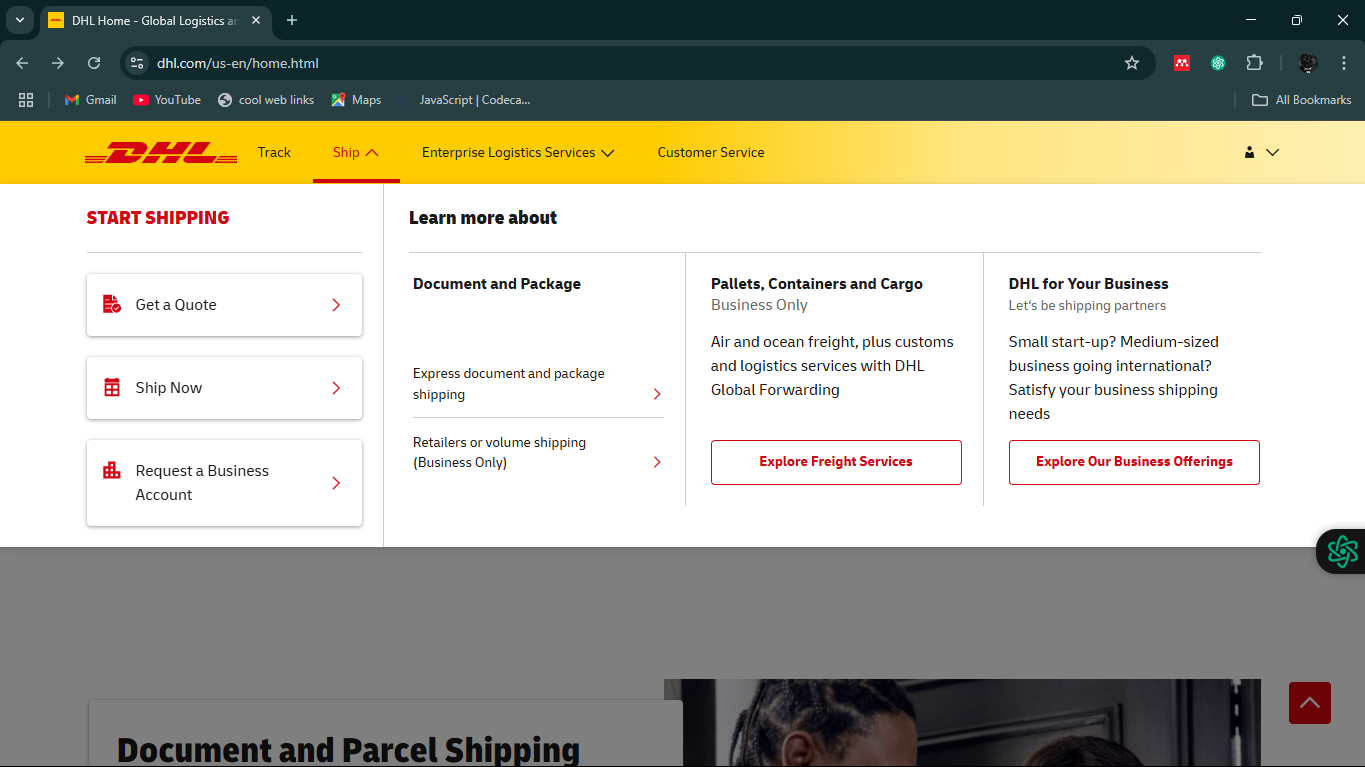 DHL Home - Global Logistics an
dhl.com/us-en/home.html
Gmail
YouTube
cool web links
Maps
JavaScript | Codeca...
All Bookmarks
DHL
Track
Ship
Enterprise Logistics Services
Customer Service
START SHIPPING
Get a Quote
Ship Now
Request a Business
Account
Learn more about
Document and Package
Express document and package
shipping
Retailers or volume shipping
(Business Only)
Pallets, Containers and Cargo
Business Only
Air and ocean freight, plus customs
and logistics services with DHL
Global Forwarding
Explore Freight Services
DHL for Your Business
Let's be shipping partners
Small start-up? Medium-sized
business going international?
Satisfy your business shipping
needs
Explore Our Business Offerings
Document and Parcel Shipping